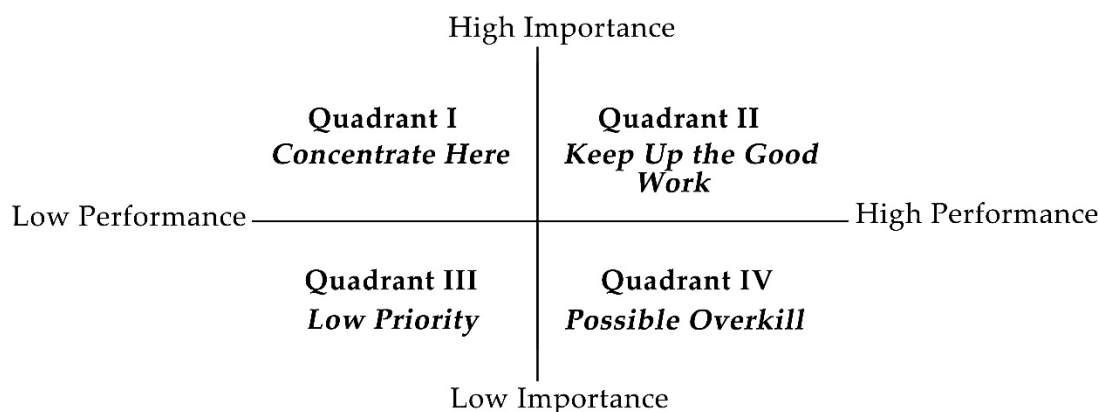 High Importance
Quadrant I
Concentrate Here
Quadrant II
Keep Up the Good
Work
Low Performance
High Performance
Quadrant III
Low Priority
Quadrant IV
Possible Overkill
Low Importance